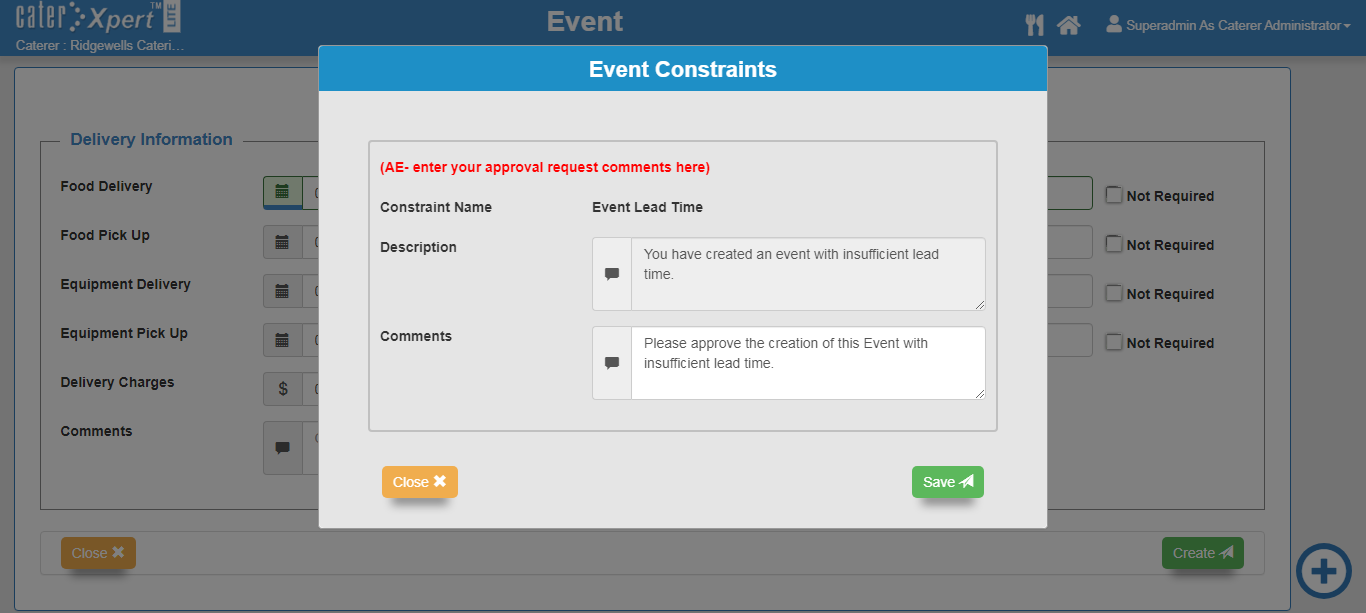 cater Xpert™ LITE
Event
Superadmin As Caterer Administrator
Caterer : Ridgewells Cateri...
Event Constraints
Delivery Information
(AE- enter your approval request comments here)
Food Delivery
Not Required
Constraint Name
Event Lead Time
Food Pick Up
Not Required
Description
You have created an event with insufficient lead
time.
Equipment Delivery
Not Required
Equipment Pick Up
Not Required
Comments
Please approve the creation of this Event with
insufficient lead time.
Delivery Charges
$
Comments
Close
Save
Close
Create